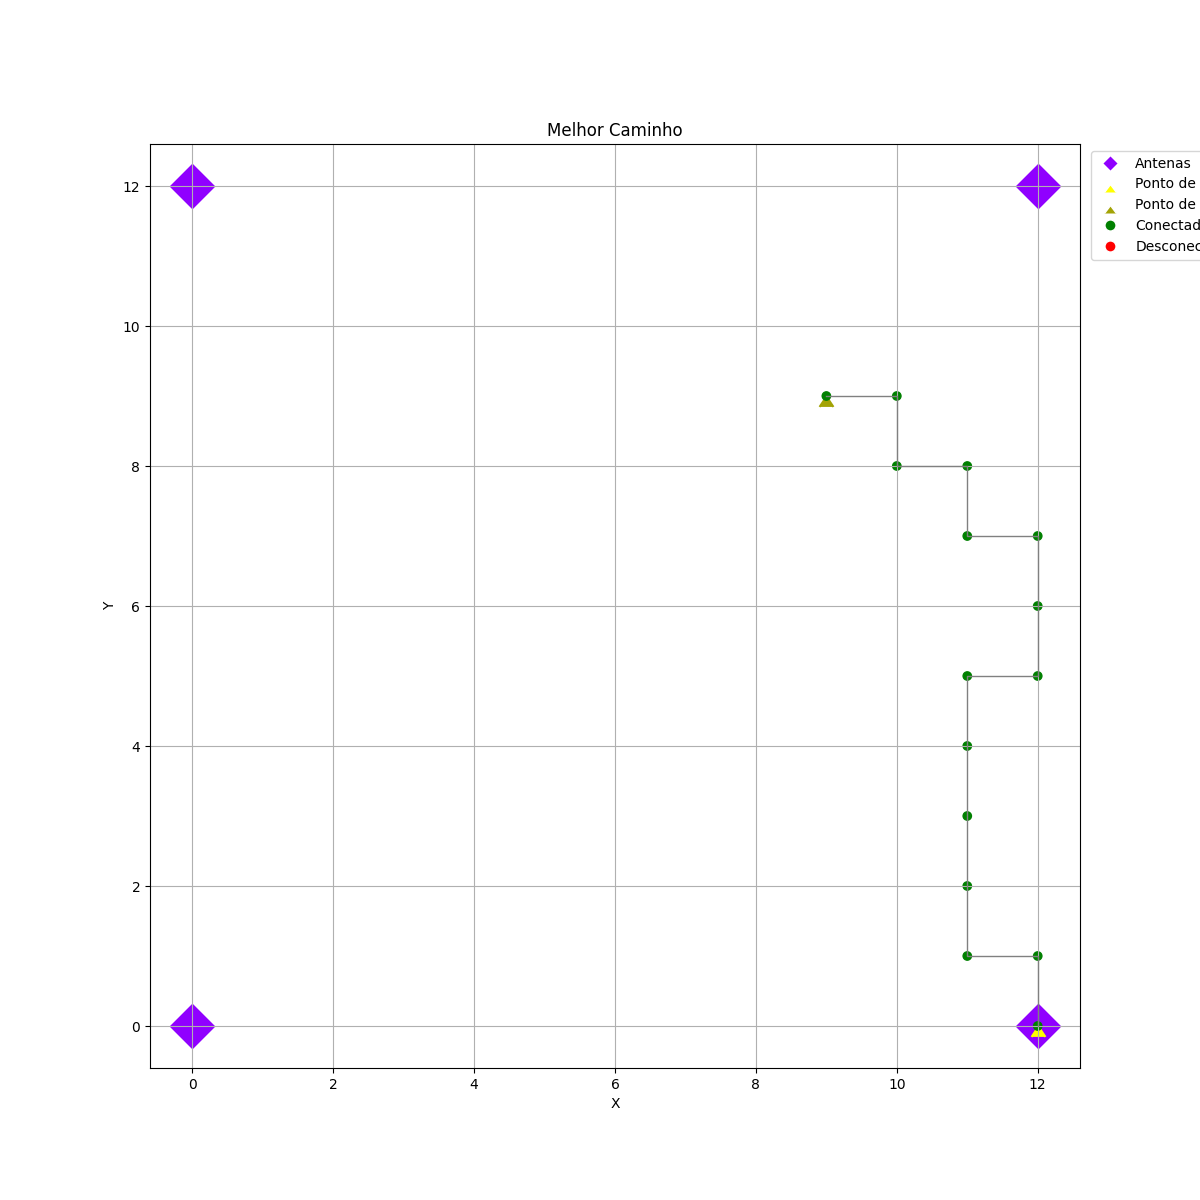 Melhor Caminho
Antenas
Ponto de
Ponto de
Conectad
Desconec
12
10
8
6
4
2
0
Y
0 2 4 6 8 10 12
X